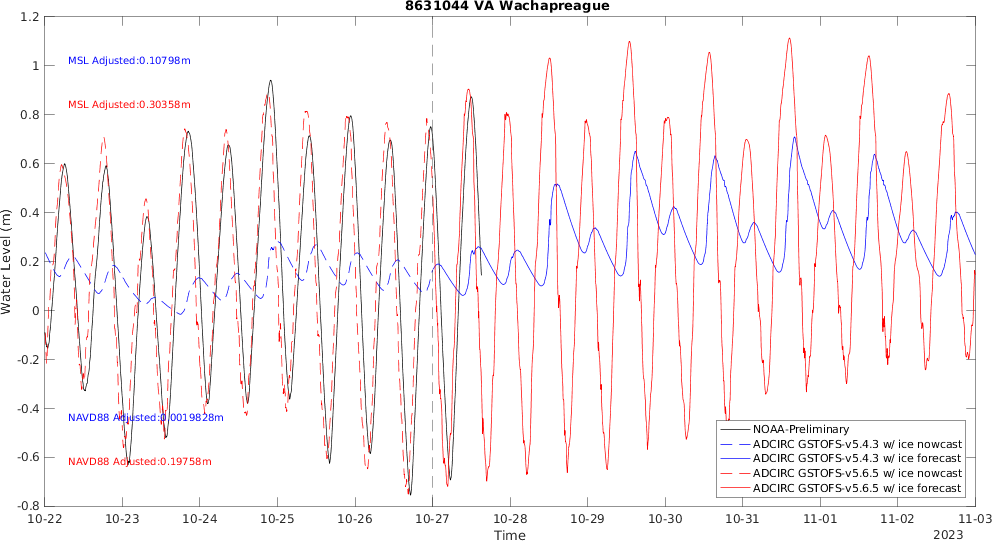 8631044 VA Wachapreague
1.2
1
0.8
0.6
0.4
0.2
0
-0.2
-0.4
-0.6
-0.8
Water Level (m)
MSL Adjusted:0.10798m
MSL Adjusted:0.30358m
NAVD88 Adjusted:0.0019828m
NAVD88 Adjusted:0.19758m
NOAA-Preliminary
ADCIRC GSTOFS-v5.4.3 w/ ice nowcast
ADCIRC GSTOFS-v5.4.3 w/ ice forecast
ADCIRC GSTOFS-v5.6.5 w/ ice nowcast
ADCIRC GSTOFS-v5.6.5 w/ ice forecast
10-22 10-23 10-24 10-25 10-26 10-27 10-28 10-29 10-30 10-31 11-01 11-02 11-03
Time
2023